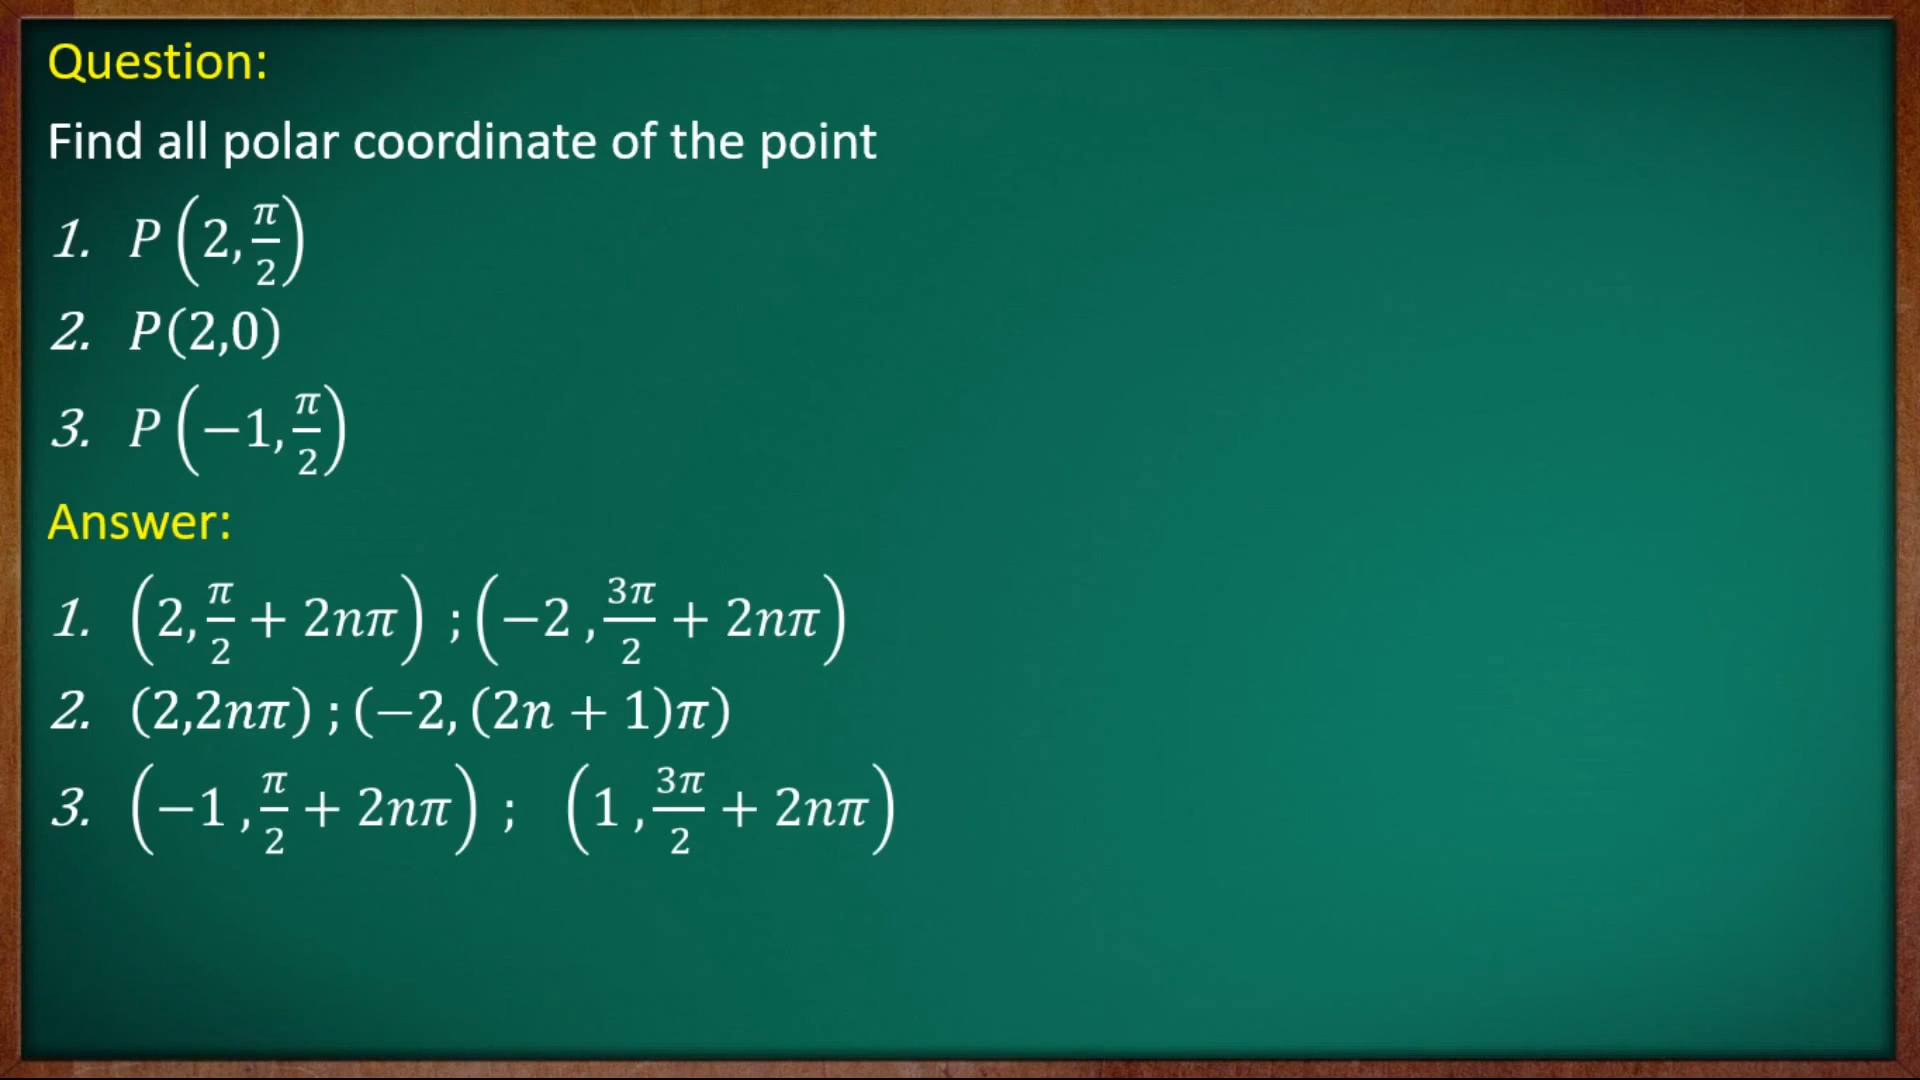 Question:
Find all polar coordinate of the point
1. P(2, π/2)
2. P(2,0)
3. P(−1, π/2)
Answer:
1. (2, π/2 + 2nπ) ; (−2 , 3π/2 + 2nπ)
2. (2,2nπ) ; (−2, (2n + 1)π)
3. (−1 , π/2 + 2nπ) ; (1 , 3π/2 + 2nπ)